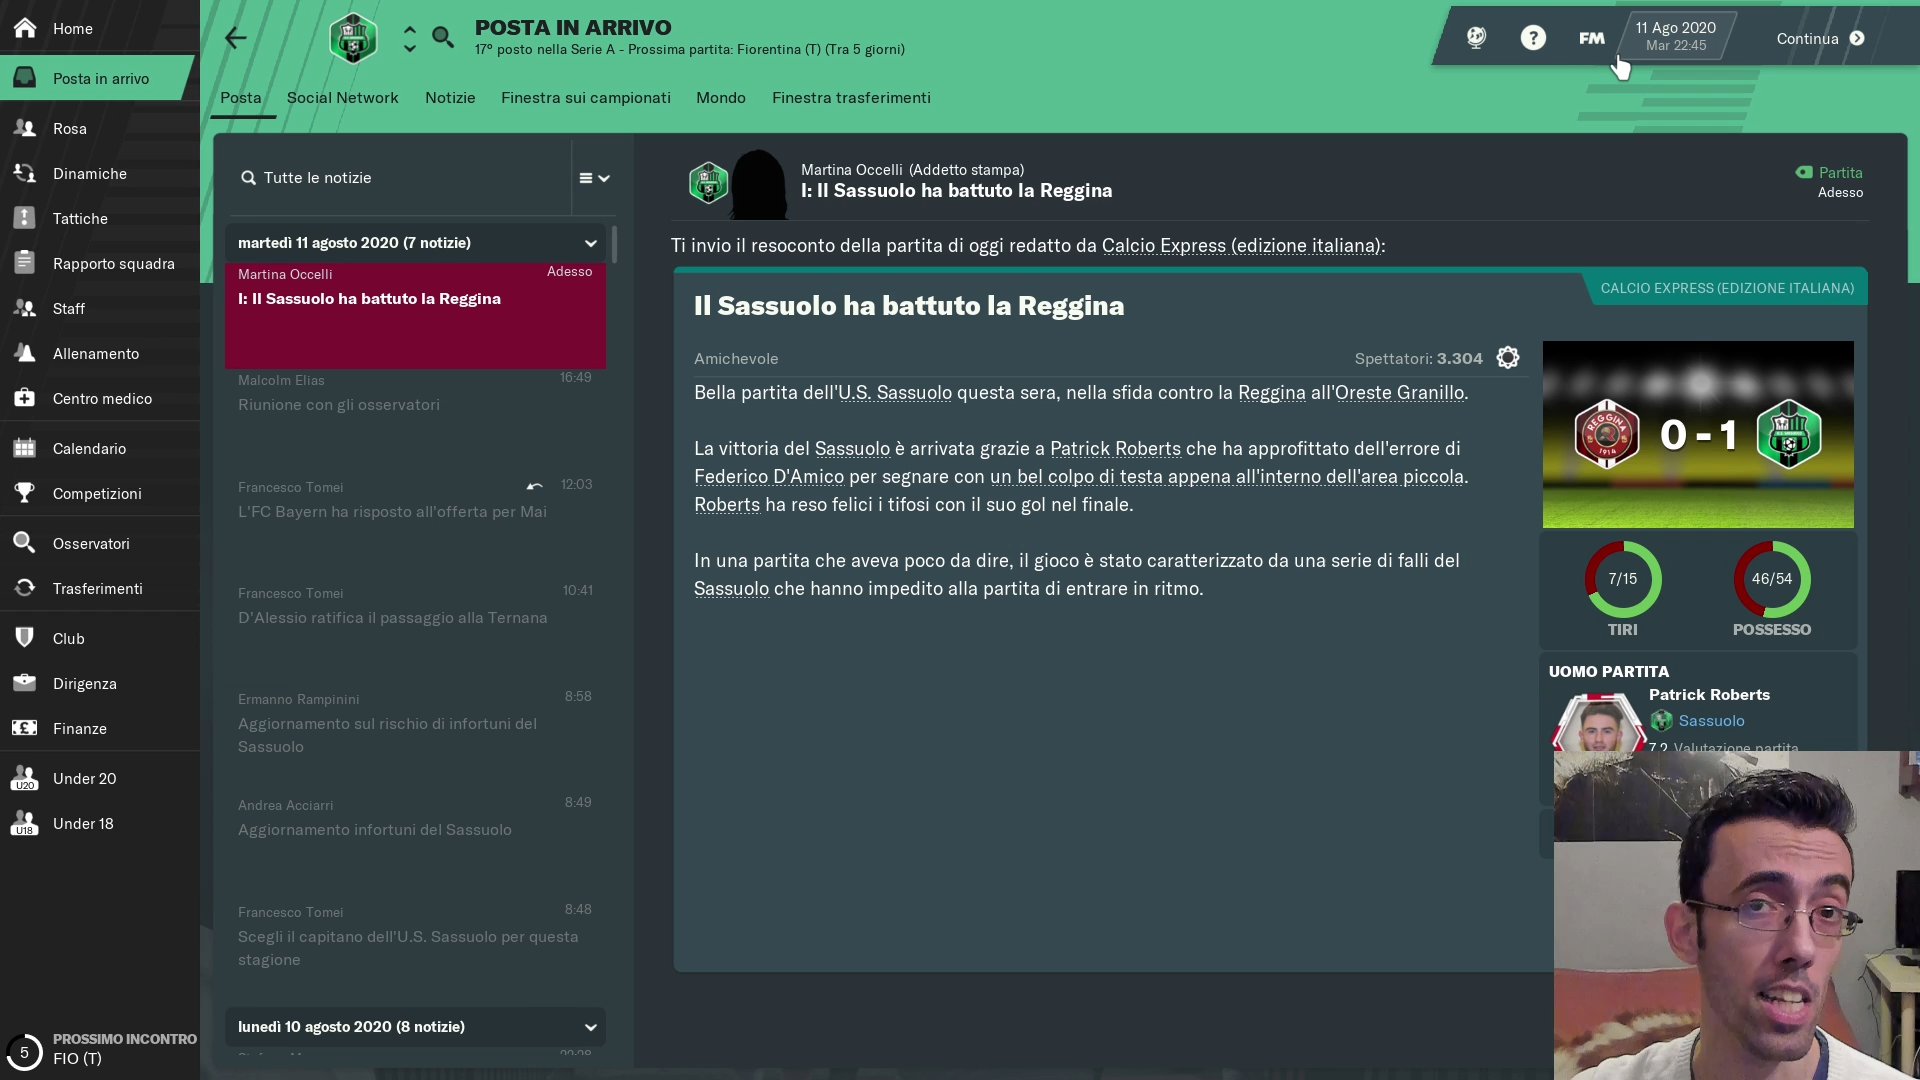 Home
Posta in arrivo
Rosa
Dinamiche
Tattiche
Rapporto squadra
Staff
Allenamento
Centro medico
Calendario
Competizioni
Osservatori
Trasferimenti
Club
Dirigenza
Finanze
U20
Under 20
U18
Under 18
5
PROSSIMO INCONTRO
FIO (T)
POSTA IN ARRIVO
17° posto nella Serie A - Prossima partita: Fiorentina (T) (Tra 5 giorni)
?
FM
11 Ago 2020
Mar 22:45
Continua
Posta
Social Network
Notizie
Finestra sui campionati
Mondo
Finestra trasferimenti
Tutte le notizie
martedì 11 agosto 2020 (7 notizie)
Martina Occelli
Adesso
I: Il Sassuolo ha battuto la Reggina
Malcolm Elias
16:49
Riunione con gli osservatori
Francesco Tomei
12:03
L'FC Bayern ha risposto all'offerta per Mai
Francesco Tomei
10:41
D'Alessio ratifica il passaggio alla Ternana
Ermanno Rampinini
8:58
Aggiornamento sul rischio di infortuni del
Sassuolo
Andrea Acciarri
8:49
Aggiornamento infortuni del Sassuolo
Francesco Tomei
8:48
Scegli il capitano dell'U.S. Sassuolo per questa
stagione
lunedì 10 agosto 2020 (8 notizie)
Martina Occelli (Addetto stampa)
I: Il Sassuolo ha battuto la Reggina
Partita
Adesso
Ti invio il resoconto della partita di oggi redatto da Calcio Express (edizione italiana):
CALCIO EXPRESS (EDIZIONE ITALIANA)
Il Sassuolo ha battuto la Reggina
Amichevole
Spettatori: 3.304
Bella partita dell'U.S. Sassuolo questa sera, nella sfida contro la Reggina all'Oreste Granillo.
La vittoria del Sassuolo è arrivata grazie a Patrick Roberts che ha approfittato dell'errore di
Federico D'Amico per segnare con un bel colpo di testa appena all'interno dell'area piccola.
Roberts ha reso felici i tifosi con il suo gol nel finale.
In una partita che aveva poco da dire, il gioco è stato caratterizzato da una serie di falli del
Sassuolo che hanno impedito alla partita di entrare in ritmo.
REGGINA
1914
0 - 1
7/15
TIRI
46/54
POSSESSO
UOMO PARTITA
Patrick Roberts
Sassuolo
7.2 Valutazione partita